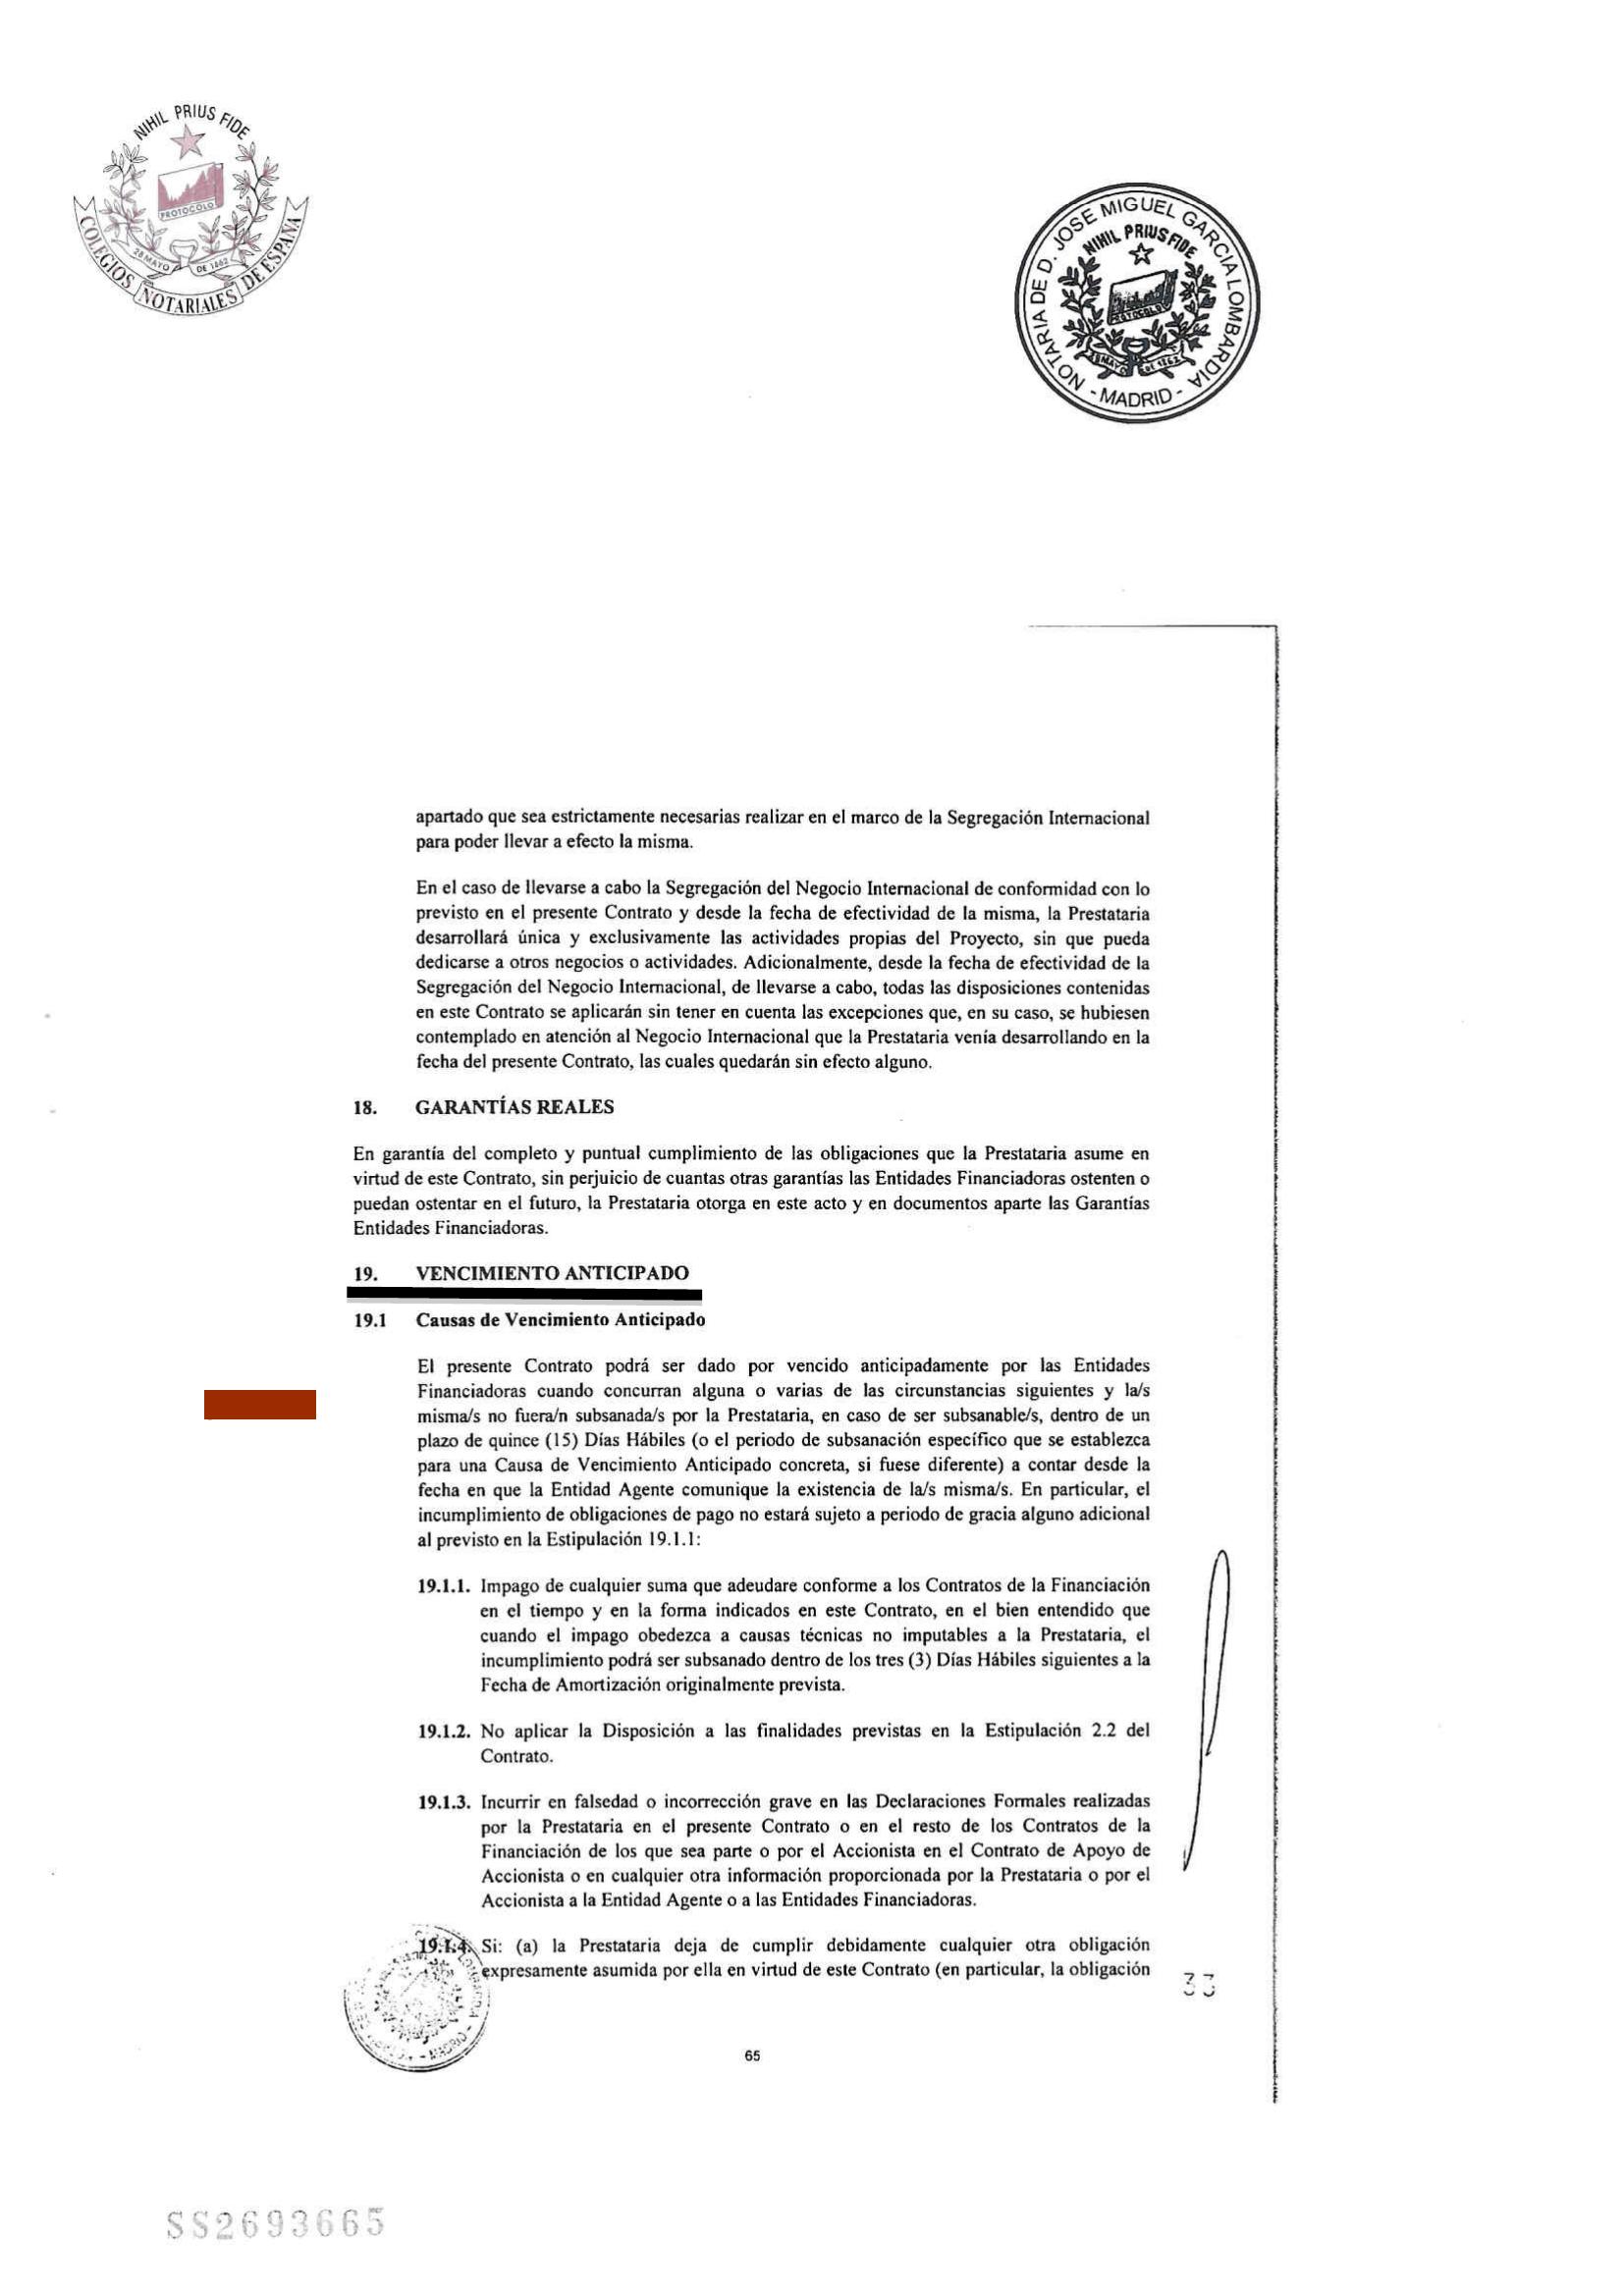 NIHIL PRIUS FIDE
PROTOCOLO
28 MAYO DE 1862
COLEGIOS NOTARIALES DE ESPAÑA
NOTARIA DE D. JOSE MIGUEL GARCIA LOMBARDIA
NIHIL PRIUS FIDE
PROTOCOLO
28 MAYO DE 1862
- MADRID -
apartado que sea estrictamente necesarias realizar en el marco de la Segregación Internacional
para poder llevar a efecto la misma.
En el caso de llevarse a cabo la Segregación del Negocio Internacional de conformidad con lo
previsto en el presente Contrato y desde la fecha de efectividad de la misma, la Prestataria
desarrollará única y exclusivamente las actividades propias del Proyecto, sin que pueda
dedicarse a otros negocios o actividades. Adicionalmente, desde la fecha de efectividad de la
Segregación del Negocio Internacional, de llevarse a cabo, todas las disposiciones contenidas
en este Contrato se aplicarán sin tener en cuenta las excepciones que, en su caso, se hubiesen
contemplado en atención al Negocio Internacional que la Prestataria venía desarrollando en la
fecha del presente Contrato, las cuales quedarán sin efecto alguno.
18. GARANTÍAS REALES
En garantía del completo y puntual cumplimiento de las obligaciones que la Prestataria asume en
virtud de este Contrato, sin perjuicio de cuantas otras garantías las Entidades Financiadoras ostenten o
puedan ostentar en el futuro, la Prestataria otorga en este acto y en documentos aparte las Garantías
Entidades Financiadoras.
19. VENCIMIENTO ANTICIPADO
19.1 Causas de Vencimiento Anticipado
El presente Contrato podrá ser dado por vencido anticipadamente por las Entidades
Financiadoras cuando concurran alguna o varias de las circunstancias siguientes y la/s
misma/s no fuera/n subsanada/s por la Prestataria, en caso de ser subsanable/s, dentro de un
plazo de quince (15) Días Hábiles (o el periodo de subsanación específico que se establezca
para una Causa de Vencimiento Anticipado concreta, si fuese diferente) a contar desde la
fecha en que la Entidad Agente comunique la existencia de la/s misma/s. En particular, el
incumplimiento de obligaciones de pago no estará sujeto a periodo de gracia alguno adicional
al previsto en la Estipulación 19.1.1:
19.1.1. Impago de cualquier suma que adeudare conforme a los Contratos de la Financiación
en el tiempo y en la forma indicados en este Contrato, en el bien entendido que
cuando el impago obedezca a causas técnicas no imputables a la Prestataria, el
incumplimiento podrá ser subsanado dentro de los tres (3) Días Hábiles siguientes a la
Fecha de Amortización originalmente prevista.
19.1.2. No aplicar la Disposición a las finalidades previstas en la Estipulación 2.2 del
Contrato.
19.1.3. Incurrir en falsedad o incorrección grave en las Declaraciones Formales realizadas
por la Prestataria en el presente Contrato o en el resto de los Contratos de la
Financiación de los que sea parte o por el Accionista en el Contrato de Apoyo de
Accionista o en cualquier otra información proporcionada por la Prestataria o por el
Accionista a la Entidad Agente o a las Entidades Financiadoras.
19.1.4. Si: (a) la Prestataria deja de cumplir debidamente cualquier otra obligación
expresamente asumida por ella en virtud de este Contrato (en particular, la obligación
33
- MADRID -
65
SS2693665